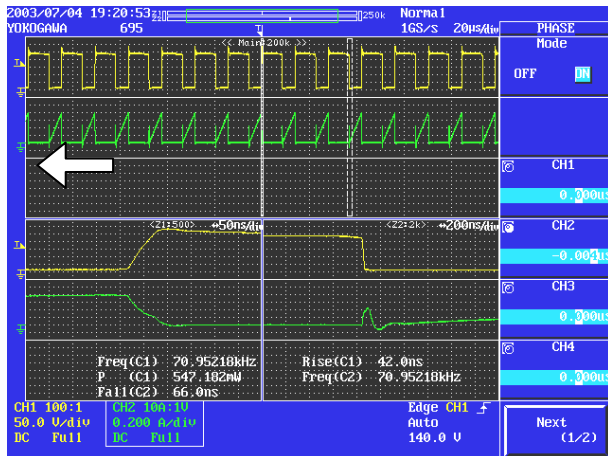 2003/07/04 19:20:53
250k
Normal
YOKOGAWA 695
1GS/s 20µs/div
PHASE
<< Main:200k >>
Mode
OFF ON
CH1
0.000us
<Z1:500> ↔50ns/div
<Z2:2k> ↔200ns/div
CH2
-0.004us
CH3
0.000us
CH4
0.000us
Freq(C1) 70.95218kHz
Rise(C1) 42.0ns
P (C1) 547.182mW
Freq(C2) 70.95218kHz
Fall(C2) 66.0ns
CH1 100:1
CH2 10A:1V
Edge CH1
50.0 V/div
0.200 A/div
Auto
DC Full
DC Full
140.0 V
Next
(1/2)